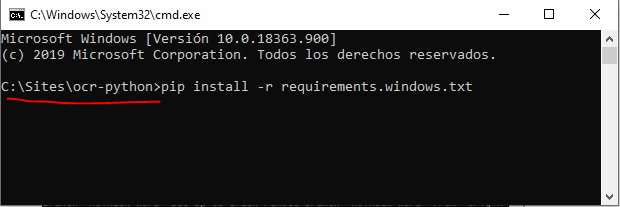 C:\Windows\System32\cmd.exe
Microsoft Windows [Versión 10.0.18363.900]
(c) 2019 Microsoft Corporation. Todos los derechos reservados.
C:\Sites\ocr-python>pip install -r requirements.windows.txt